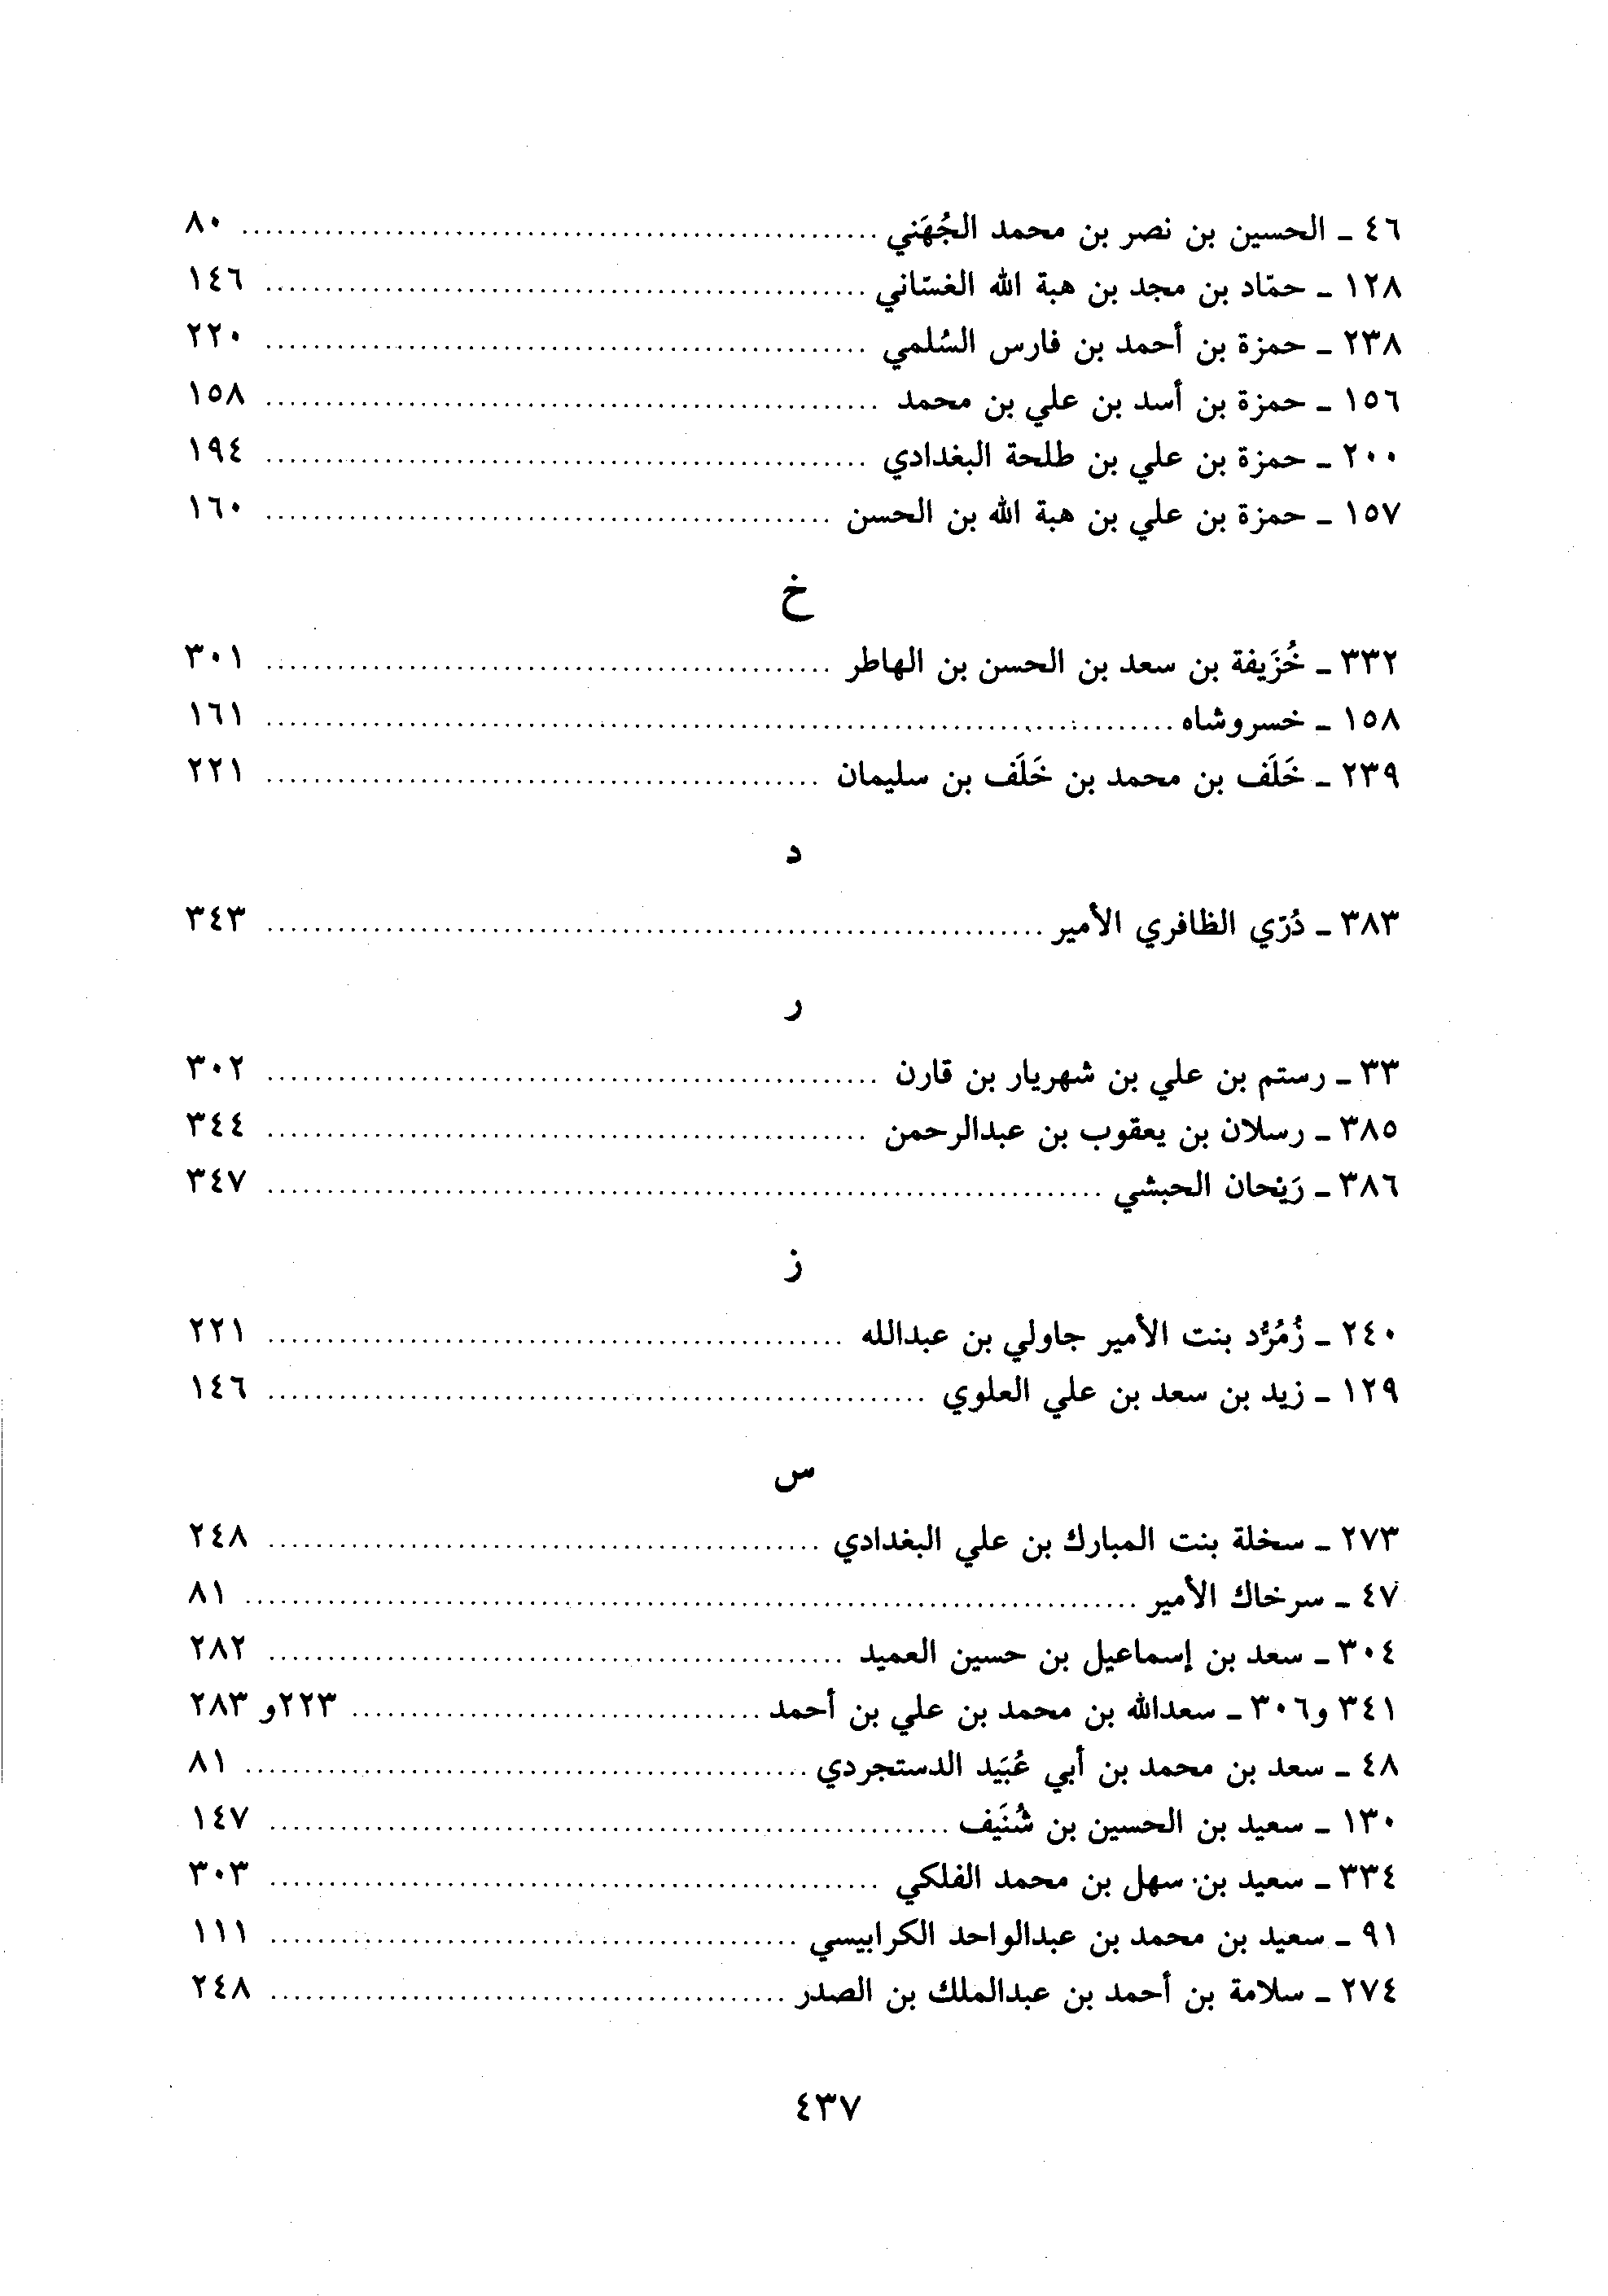 ٤٦ ـ الحسين بن نصر بن محمد الجُهَني ........ ٨٠
١٢٨ ـ حمّاد بن مجد بن هبة الله الغسّاني ........ ١٤٦
٢٣٨ ـ حمزة بن أحمد بن فارس السُلمي ........ ٢٢٠
١٥٦ ـ حمزة بن أسد بن علي بن محمد ........ ١٥٨
٢٠٠ ـ حمزة بن علي بن طلحة البغدادي ........ ١٩٤
١٥٧ ـ حمزة بن علي بن هبة الله بن الحسن ........ ١٦٠
خ
٣٣٢ ـ خُزَيفة بن سعد بن الحسن بن الهاطر ........ ٣٠١
١٥٨ ـ خسروشاه ........ ١٦١
٢٣٩ ـ خَلَف بن محمد بن خَلَف بن سليمان ........ ٢٢١
د
٣٨٣ ـ دُرّي الظافري الأمير ........ ٣٤٣
ر
٣٣ ـ رستم بن علي بن شهريار بن قارن ........ ٣٠٢
٣٨٥ ـ رسلان بن يعقوب بن عبدالرحمن ........ ٣٤٤
٣٨٦ ـ رَيْحان الحبشي ........ ٣٤٧
ز
٢٤٠ ـ زُمُرُّد بنت الأمير جاولي بن عبدالله ........ ٢٢١
١٢٩ ـ زيد بن سعد بن علي العلوي ........ ١٤٦
س
٢٧٣ ـ سخلة بنت المبارك بن علي البغدادي ........ ٢٤٨
٤٧ ـ سرخاك الأمير ........ ٨١
٣٠٤ ـ سعد بن إسماعيل بن حسين العميد ........ ٢٨٢
٣٤١ و٣٠٦ ـ سعدالله بن محمد بن علي بن أحمد ........ ٢٢٣و ٢٨٣
٤٨ ـ سعد بن محمد بن أبي عُبَيد الدستجردي ........ ٨١
١٣٠ ـ سعيد بن الحسين بن شُنَيف ........ ١٤٧
٣٣٤ ـ سعيد بن سهل بن محمد الفلكي ........ ٣٠٣
٩١ ـ سعيد بن محمد بن عبدالواحد الكرابيسي ........ ١١١
٢٧٤ ـ سلامة بن أحمد بن عبدالملك بن الصدر ........ ٢٤٨
٤٣٧